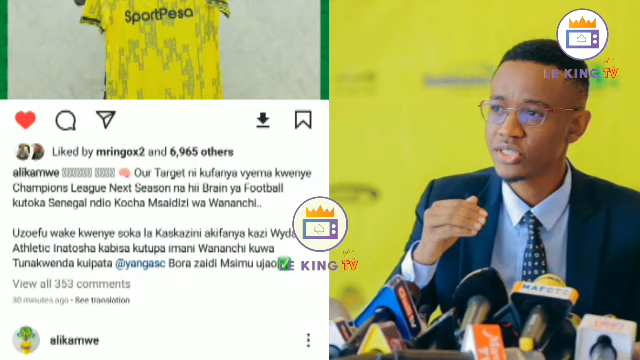 SportPesa
LE KING TV
Liked by mringox2 and 6,965 others
alikamwe 🧠 Our Target ni kufanya vyema kwenye
Champions League Next Season na hii Brain ya Football
kutoka Senegal ndio Kocha Msaidizi wa Wananchi..
Uzoefu wake kwenye soka la Kaskazini akifanya kazi Wyda
Athletic Inatosha kabisa kutupa imani Wananchi kuwa
Tunakwenda kuipata @yangasc Bora zaidi Msimu ujao✅
LE KING TV
View all 353 comments
30 minutes ago • See translation
alikamwe
MAFOTO